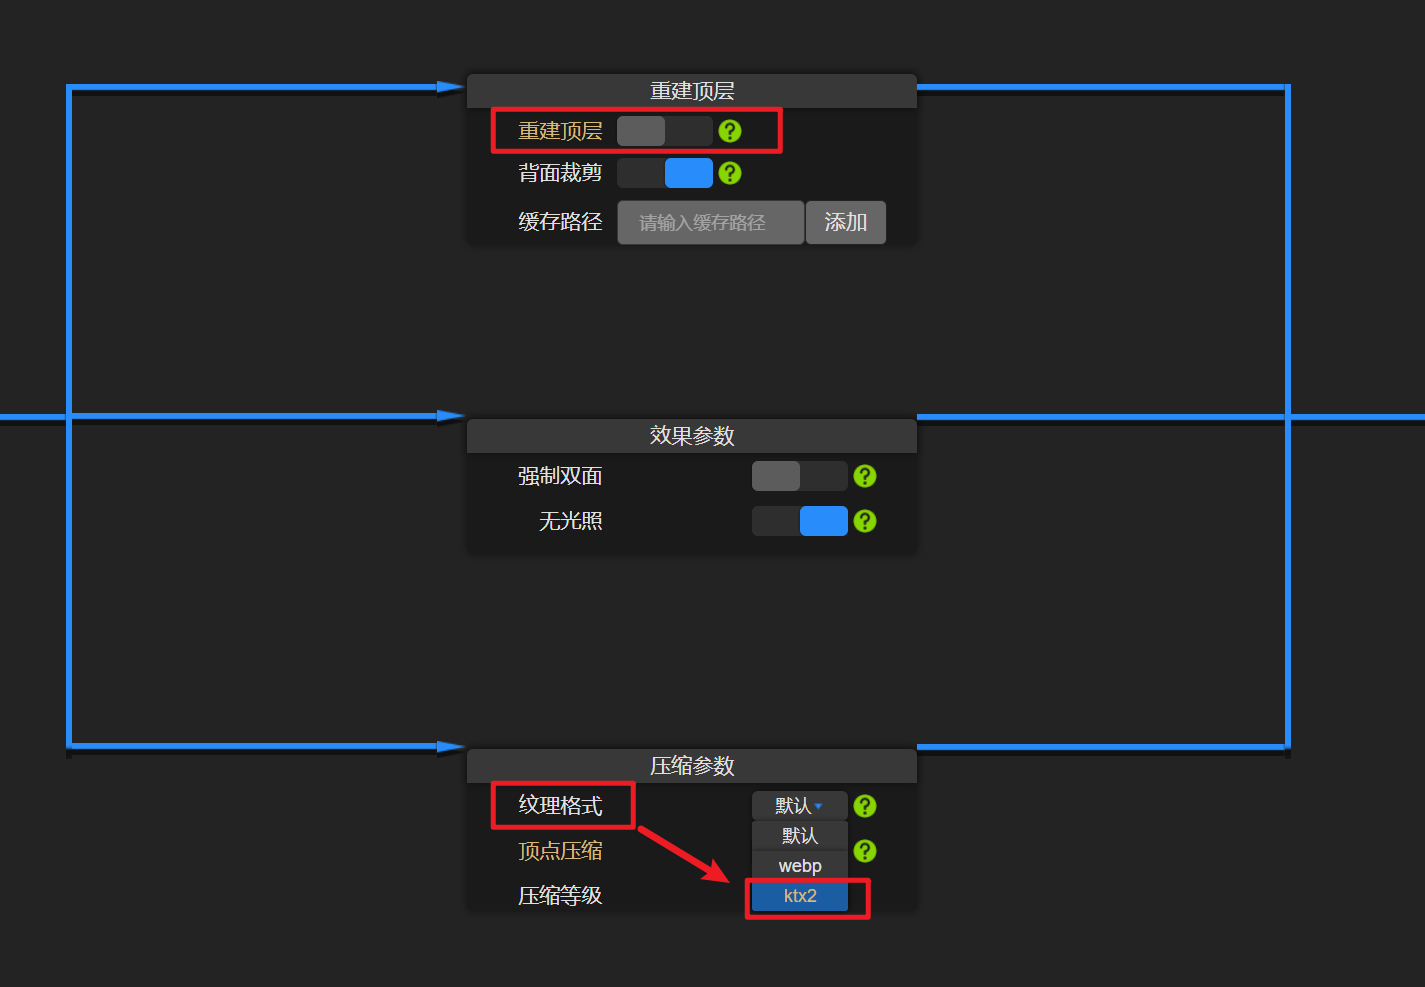 重建顶层
重建顶层 ?
背面裁剪 ?
缓存路径 请输入缓存路径 添加
效果参数
强制双面 ?
无光照 ?
压缩参数
纹理格式 默认 ?
默认
顶点压缩 ?
webp
压缩等级 ktx2